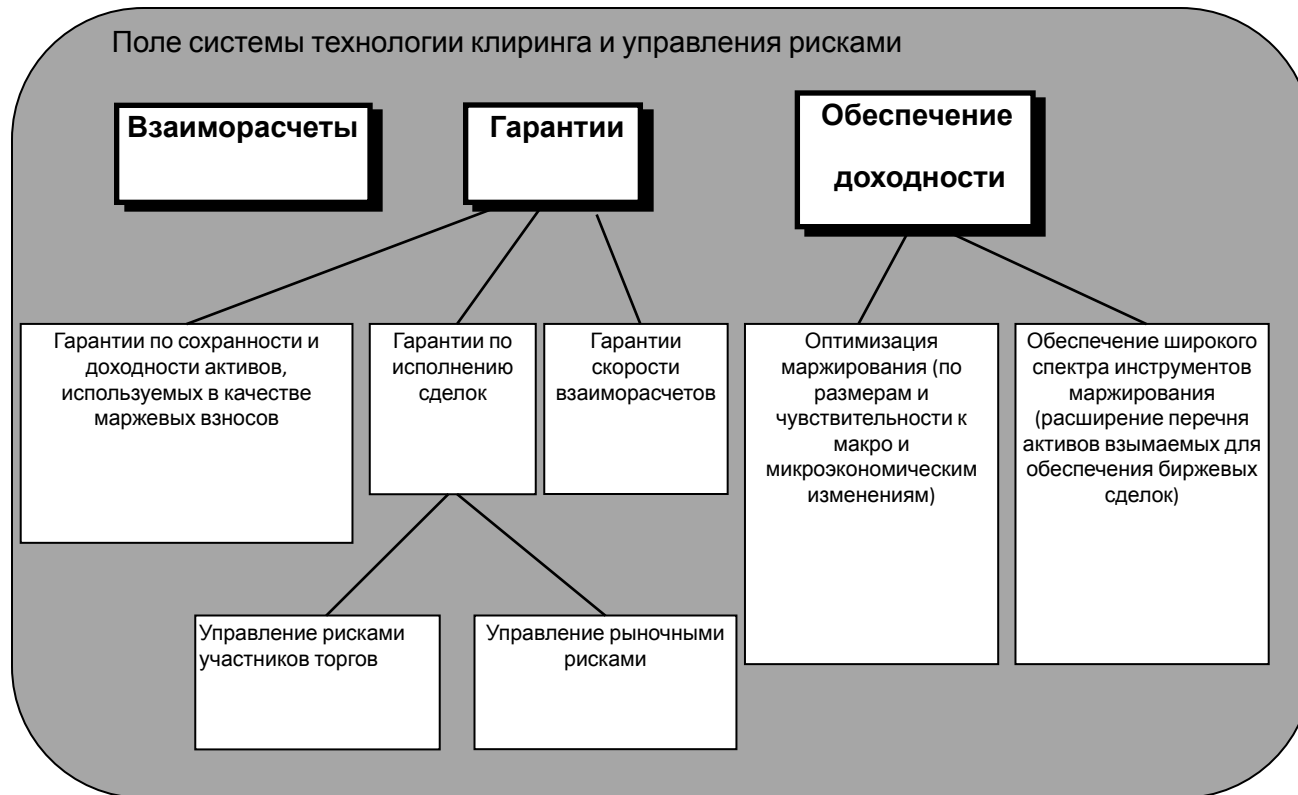 Поле системы технологии клиринга и управления рисками
Взаиморасчеты
Гарантии
Обеспечение
доходности
Гарантии по сохранности и
доходности активов,
используемых в качестве
маржевых взносов
Гарантии по
исполнению
сделок
Гарантии
скорости
взаиморасчетов
Оптимизация
маржирования (по
размерам и
чувствительности к
макро и
микроэкономическим
изменениям)
Обеспечение широкого
спектра инструментов
маржирования
(расширение перечня
активов взымаемых для
обеспечения биржевых
сделок)
Управление рисками
участников торгов
Управление рыночными
рисками